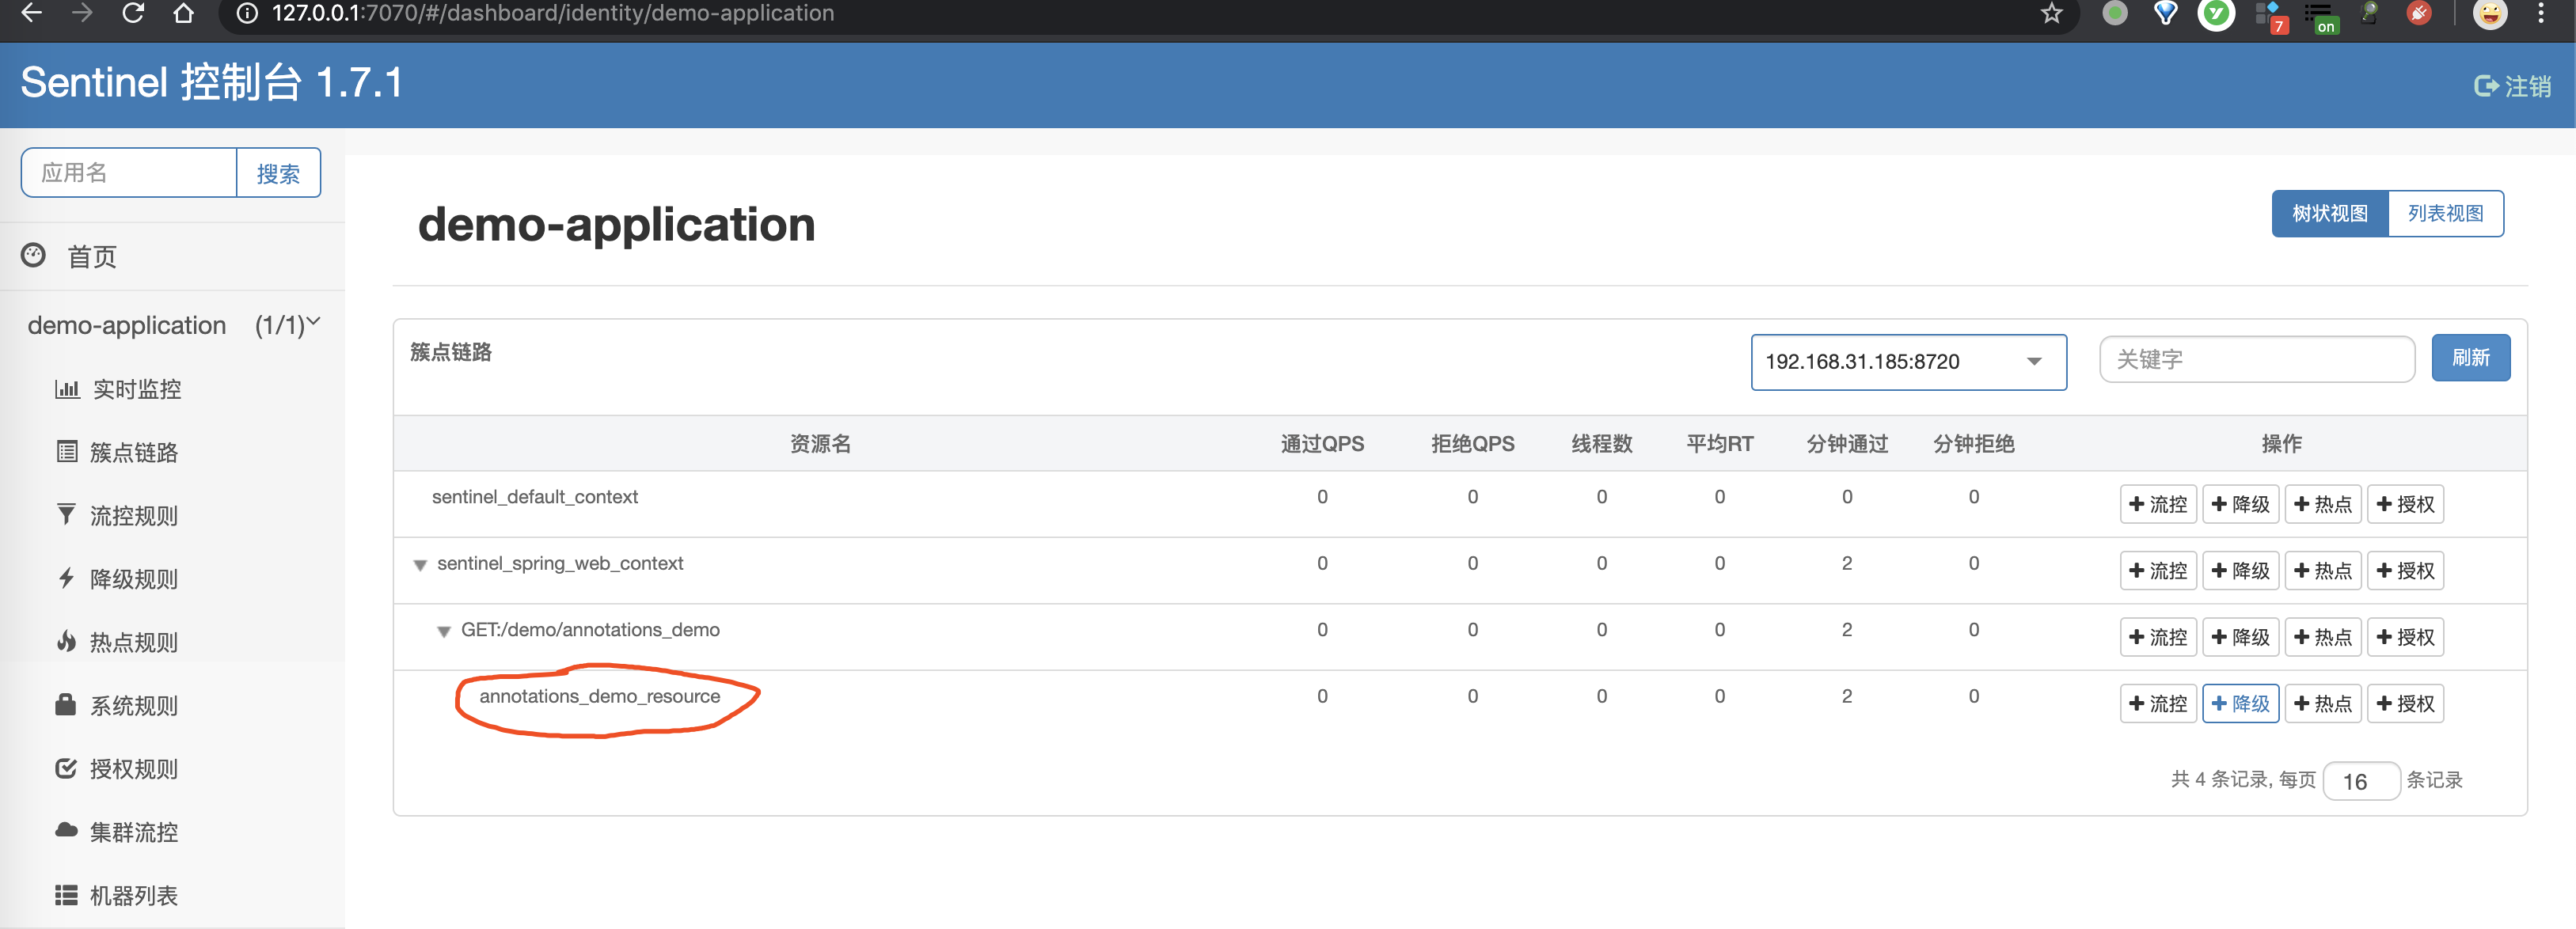 127.0.0.1:7070/#/dashboard/identity/demo-application
7
on
Sentinel 控制台 1.7.1
注销
应用名
搜索
首页
demo-application (1/1)
实时监控
簇点链路
流控规则
降级规则
热点规则
系统规则
授权规则
集群流控
机器列表
demo-application
树状视图
列表视图
簇点链路
192.168.31.185:8720
关键字
刷新
资源名 通过QPS 拒绝QPS 线程数 平均RT 分钟通过 分钟拒绝 操作
sentinel_default_context 0 0 0 0 0 0 流控 降级 热点 授权
sentinel_spring_web_context 0 0 0 0 2 0 流控 降级 热点 授权
GET:/demo/annotations_demo 0 0 0 0 2 0 流控 降级 热点 授权
annotations_demo_resource 0 0 0 0 2 0 流控 降级 热点 授权
共 4 条记录, 每页 16 条记录